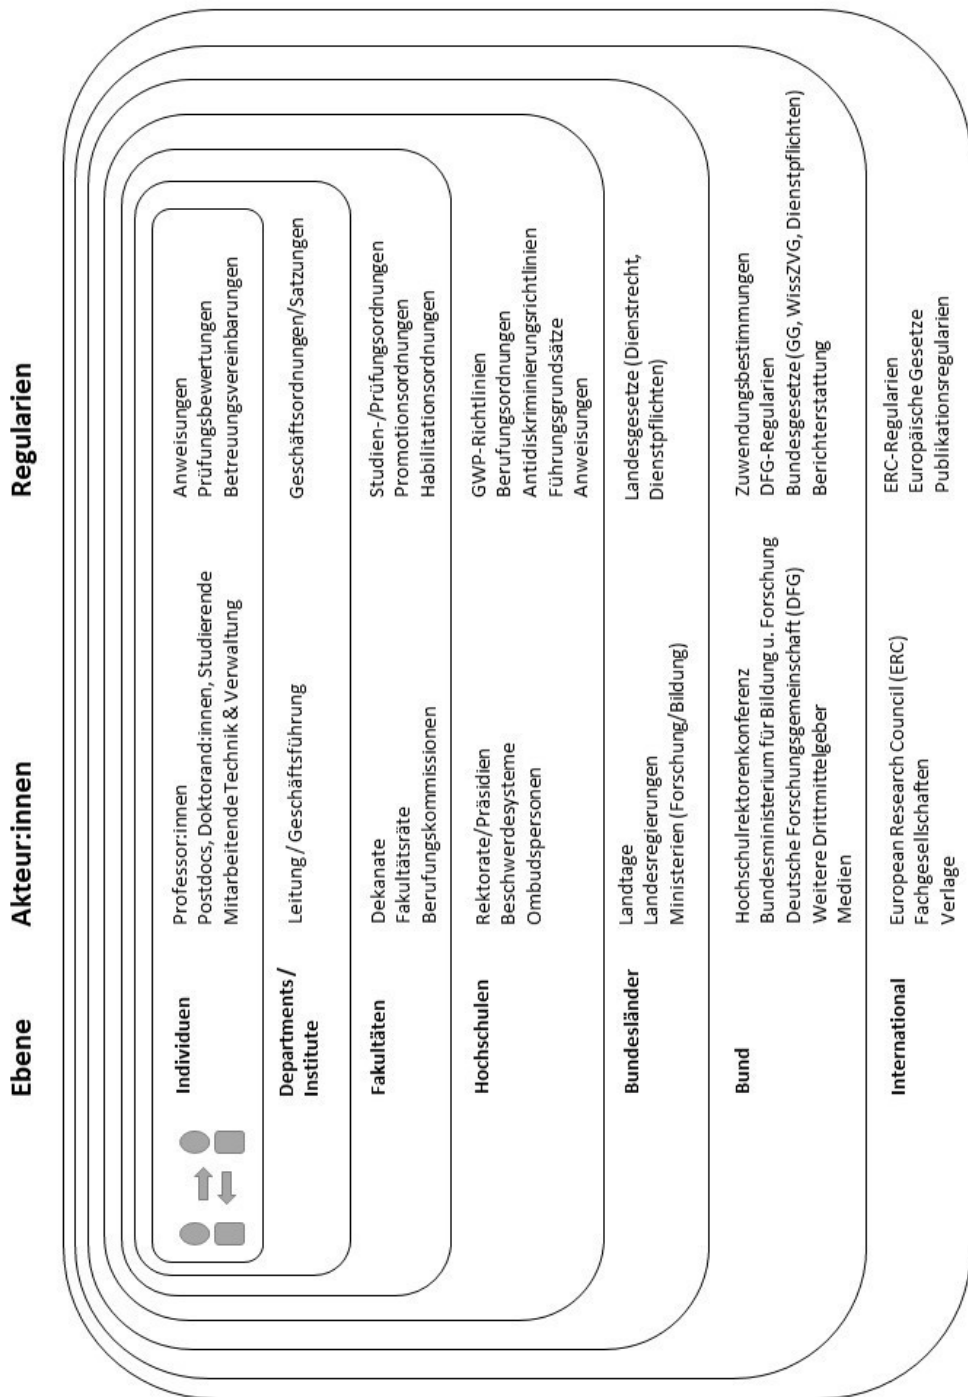 Ebene Akteur:innen Regularien
Individuen
Professor:innen
Postdocs, Doktorand:innen, Studierende
Mitarbeitende Technik & Verwaltung
Anweisungen
Prüfungsbewertungen
Betreuungsvereinbarungen
Departments/
Institute
Leitung / Geschäftsführung
Geschäftsordnungen/Satzungen
Fakultäten
Dekanate
Fakultätsräte
Berufungskommissionen
Studien-/Prüfungsordnungen
Promotionsordnungen
Habilitationsordnungen
Hochschulen
Rektorate/Präsidien
Beschwerdesysteme
Ombudspersonen
GWP-Richtlinien
Berufungsordnungen
Antidiskriminierungsrichtlinien
Führungsgrundsätze
Anweisungen
Bundesländer
Landtage
Landesregierungen
Ministerien (Forschung/Bildung)
Landesgesetze (Dienstrecht,
Dienstpflichten)
Bund
Hochschulrektorenkonferenz
Bundesministerium für Bildung u. Forschung
Deutsche Forschungsgemeinschaft (DFG)
Weitere Drittmittelgeber
Medien
Zuwendungsbestimmungen
DFG-Regularien
Bundesgesetze (GG, WissZVG, Dienstpflichten)
Berichterstattung
International
European Research Council (ERC)
Fachgesellschaften
Verlage
ERC-Regularien
Europäische Gesetze
Publikationsregularien